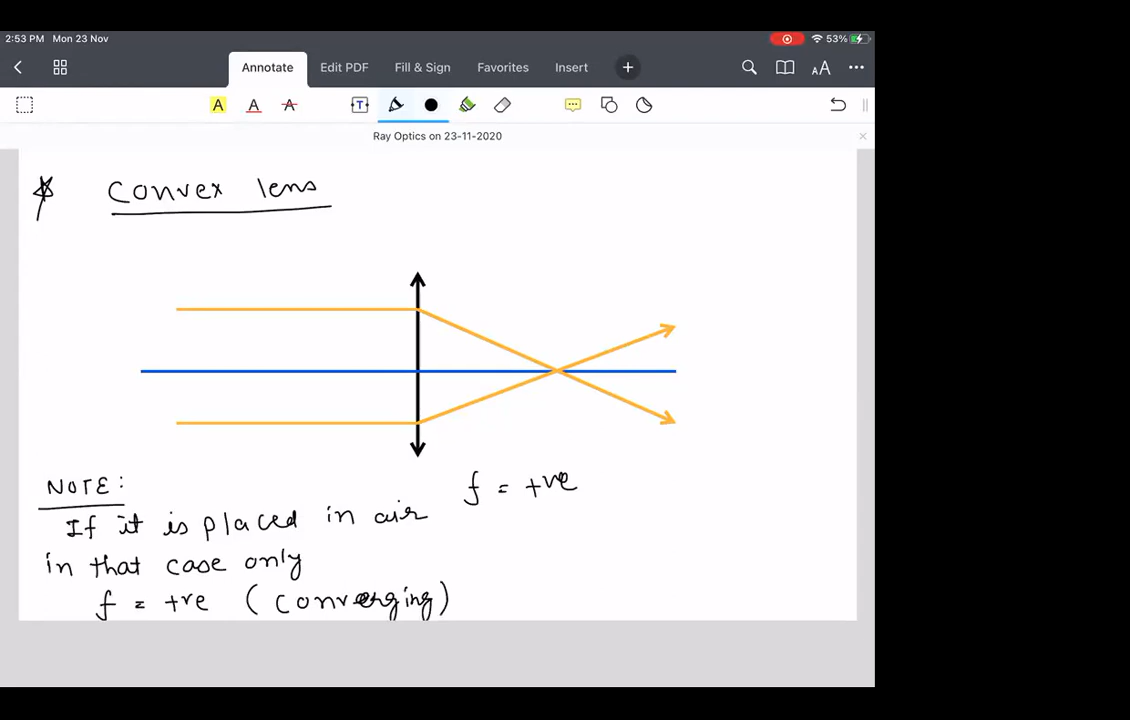 2:53 PM Mon 23 Nov
53%
Annotate Edit PDF Fill & Sign Favorites Insert
Ray Optics on 23-11-2020
Convex lens
NOTE:
f = +ve
If it is placed in air
in that case only
f = +ve (converging)